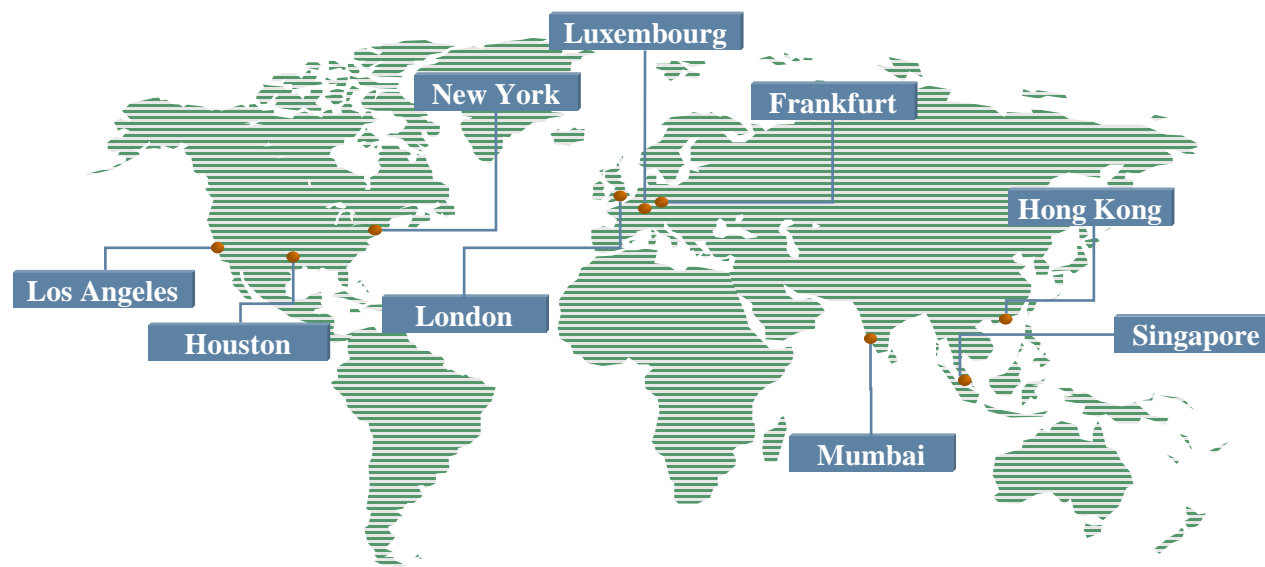 Luxembourg
New York
Frankfurt
Hong Kong
Los Angeles
London
Houston
Singapore
Mumbai